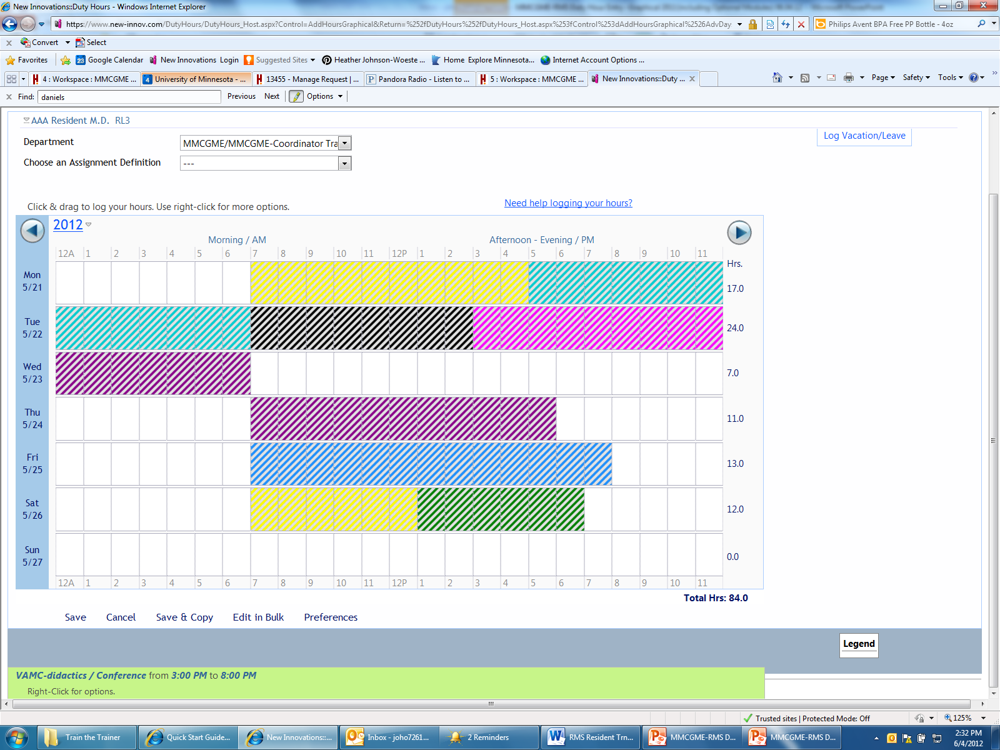 New Innovations::Duty Hours - Windows Internet Explorer
https://www.new-innov.com/DutyHours/DutyHours_Host.aspx?Control=AddHoursGraphical&Return=%252fDutyHours%252fDutyHours_Host.aspx%253fControl%253dAddHoursGraphical%2526AdvDay
Philips Avent BPA Free PP Bottle - 4oz
x Convert Select
Favorites 23 Google Calendar New Innovations Login Suggested Sites Heather Johnson-Woeste ... Home Explore Minnesota... Internet Account Options ...
4 : Workspace : MMCGME ... 4 University of Minnesota - ... 13455 - Manage Request | ... Pandora Radio - Listen to ... 5 : Workspace : MMCGME ... New Innovations::Duty ... x Page Safety Tools
x Find: daniels Previous Next Options
AAA Resident M.D. RL3
Department MMCGME/MMCGME-Coordinator Tra
Log Vacation/Leave
Choose an Assignment Definition ---
Click & drag to log your hours. Use right-click for more options.
Need help logging your hours?
2012
Morning / AM Afternoon - Evening / PM
12A 1 2 3 4 5 6 7 8 9 10 11 12P 1 2 3 4 5 6 7 8 9 10 11
Hrs.
Mon
5/21 17.0
Tue
5/22 24.0
Wed
5/23 7.0
Thu
5/24 11.0
Fri
5/25 13.0
Sat
5/26 12.0
Sun
5/27 0.0
12A 1 2 3 4 5 6 7 8 9 10 11 12P 1 2 3 4 5 6 7 8 9 10 11
Total Hrs: 84.0
Save Cancel Save & Copy Edit in Bulk Preferences
Legend
VAMC-didactics / Conference from 3:00 PM to 8:00 PM
Right-Click for options.
Trusted sites | Protected Mode: Off 125%
Train the Trainer Quick Start Guide... New Innovations::... Inbox - joho7261... 2 Reminders RMS Resident Trn... MMCGME-RMS D... MMCGME-RMS D...
2:32 PM
6/4/2012